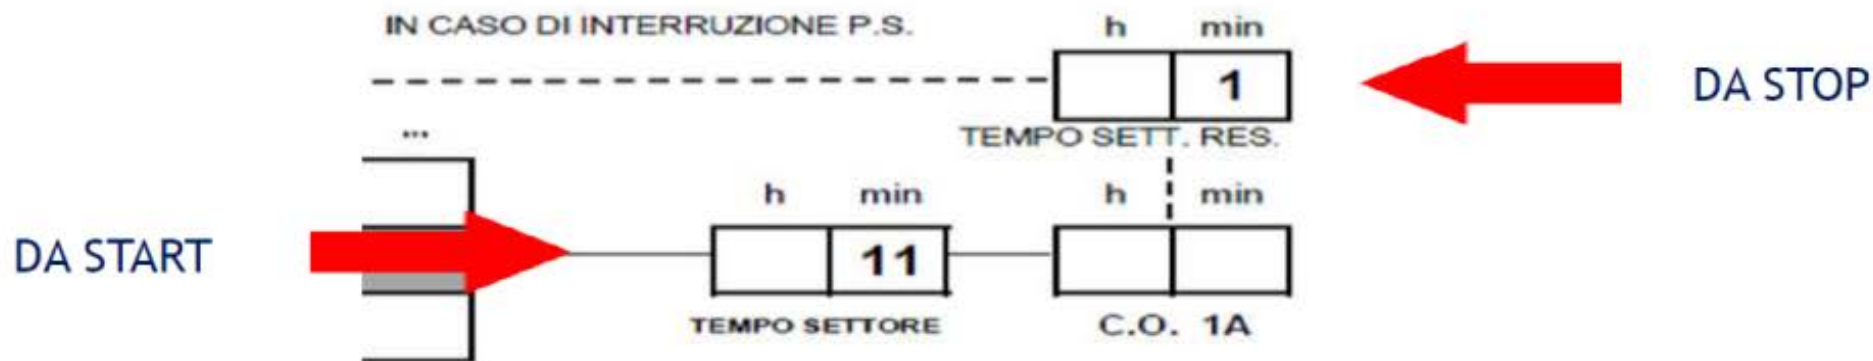 IN CASO DI INTERRUZIONE P.S. h min
1
DA STOP
...
TEMPO SETT. RES.
h min h min
DA START
11
TEMPO SETTORE C.O. 1A